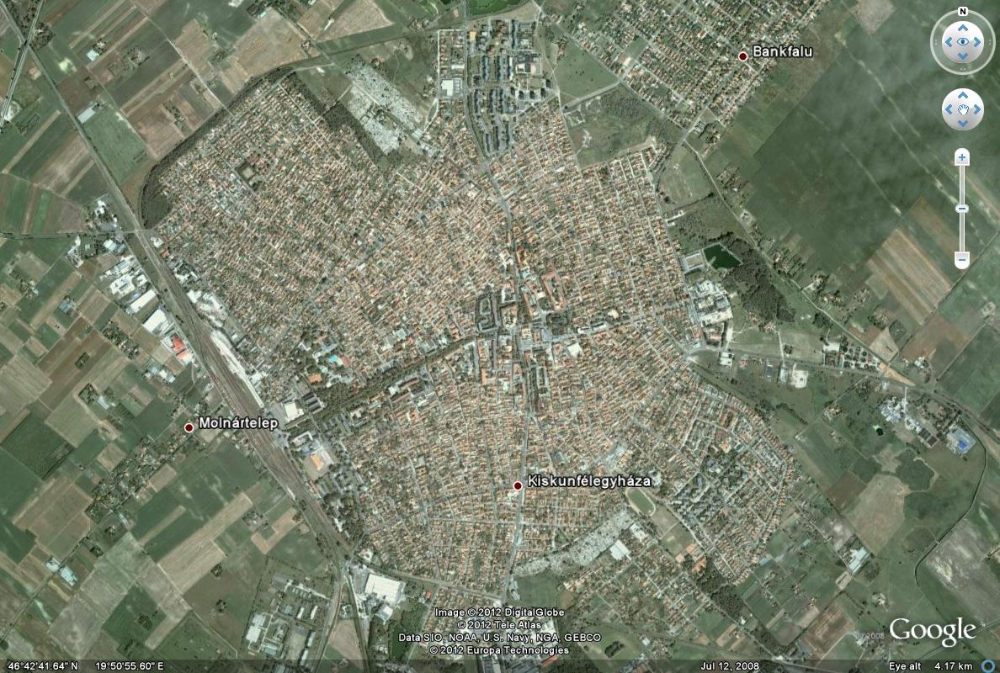 N
Bankfalu
Molnártelep
Kiskunfélegyháza
Image © 2012 DigitalGlobe
© 2012 Tele Atlas
Data SIO, NOAA, U.S. Navy, NGA, GEBCO
© 2012 Europa Technologies
©2008 Google
46°42'41.64" N 19°50'55.60" E Jul 12, 2008 Eye alt 4.17 km